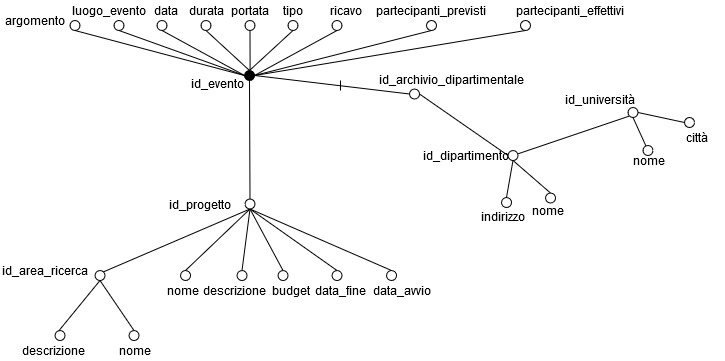 argomento luogo_evento data durata portata tipo ricavo partecipanti_previsti partecipanti_effettivi
id_evento
id_archivio_dipartimentale
id_università
città
nome
id_dipartimento
indirizzo nome
id_progetto
id_area_ricerca
nome descrizione budget data_fine data_avvio
descrizione nome